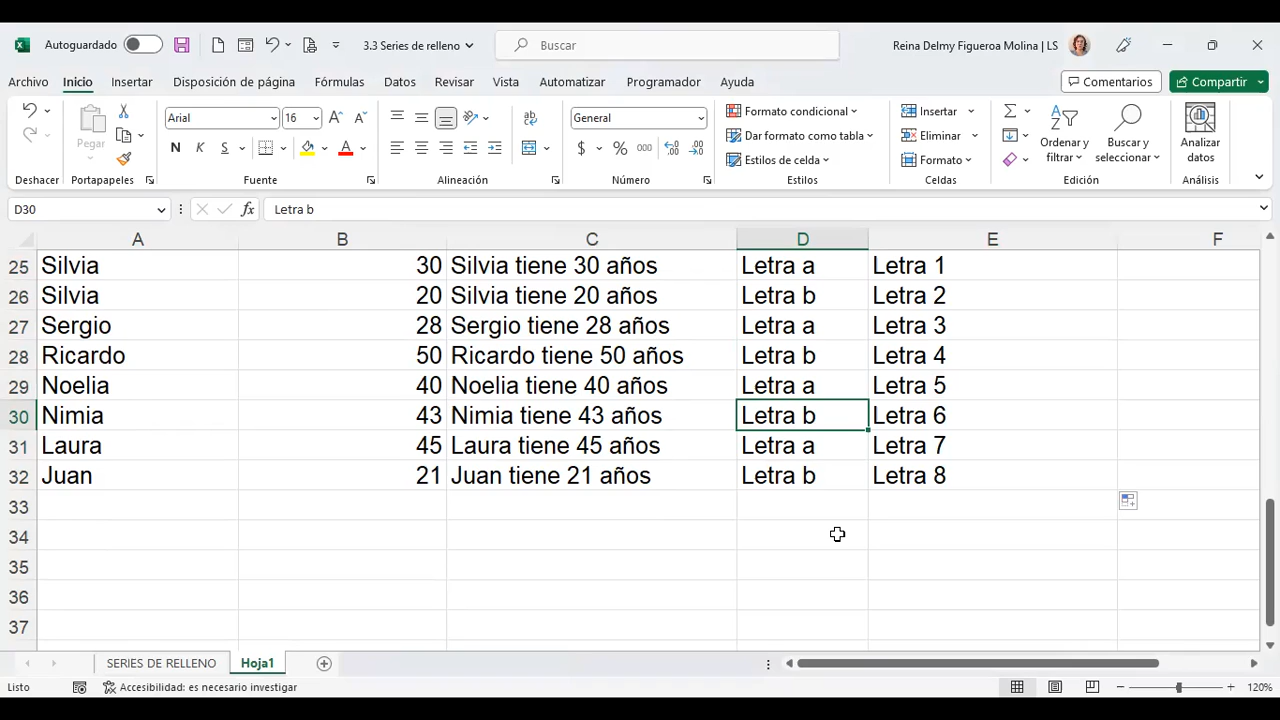 Autoguardado 3.3 Series de relleno Buscar Reina Delmy Figueroa Molina | LS
Archivo Inicio Insertar Disposición de página Fórmulas Datos Revisar Vista Automatizar Programador Ayuda Comentarios Compartir
Pegar Arial 16 General Formato condicional Insertar Ordenar y filtrar Buscar y seleccionar Analizar datos
N K S $ % 000 Dar formato como tabla Eliminar
Estilos de celda Formato
Deshacer Portapapeles Fuente Alineación Número Estilos Celdas Edición Análisis
D30 fx Letra b
A B C D E F
25 Silvia 30 Silvia tiene 30 años Letra a Letra 1
26 Silvia 20 Silvia tiene 20 años Letra b Letra 2
27 Sergio 28 Sergio tiene 28 años Letra a Letra 3
28 Ricardo 50 Ricardo tiene 50 años Letra b Letra 4
29 Noelia 40 Noelia tiene 40 años Letra a Letra 5
30 Nimia 43 Nimia tiene 43 años Letra b Letra 6
31 Laura 45 Laura tiene 45 años Letra a Letra 7
32 Juan 21 Juan tiene 21 años Letra b Letra 8
33
34
35
36
37
SERIES DE RELLENO Hoja1
Listo Accesibilidad: es necesario investigar 120%